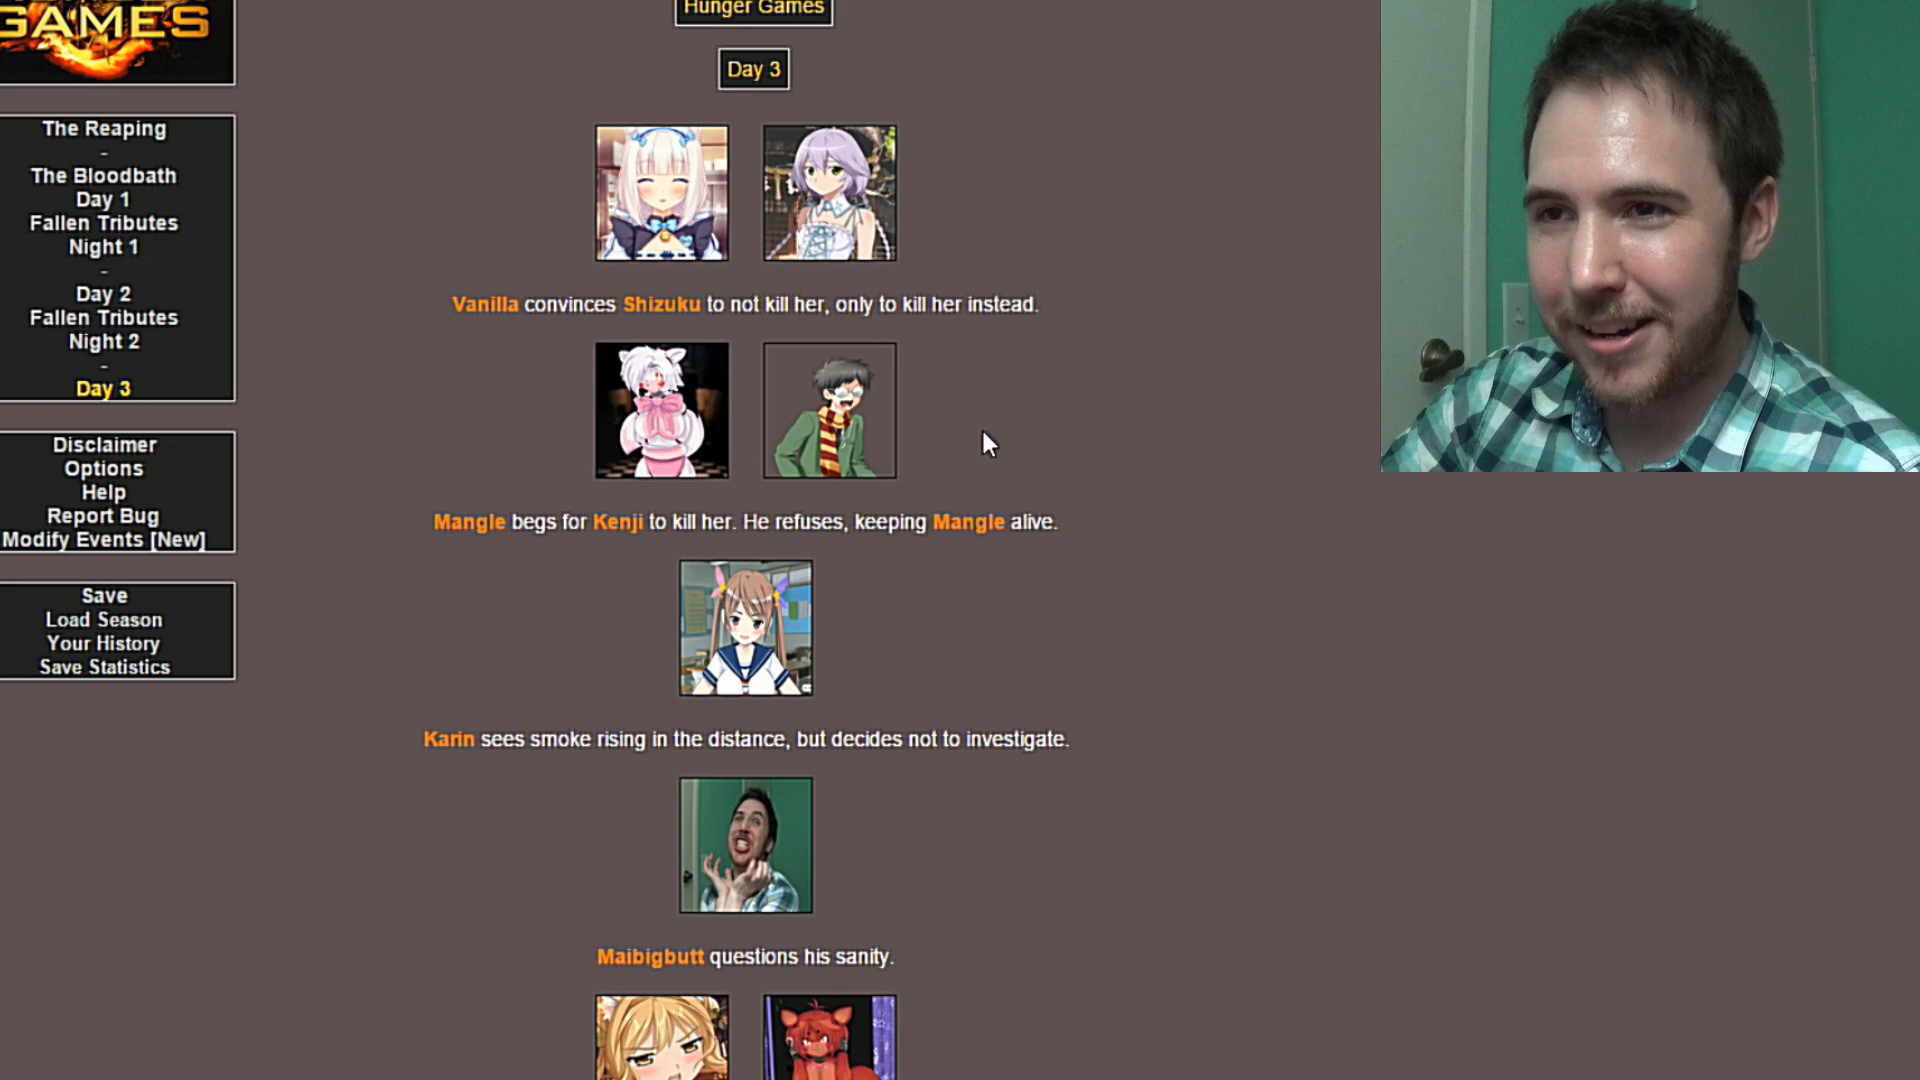 GAMES
The Reaping
-
The Bloodbath
Day 1
Fallen Tributes
Night 1
-
Day 2
Fallen Tributes
Night 2
-
Day 3
Disclaimer
Options
Help
Report Bug
Modify Events [New]
Save
Load Season
Your History
Save Statistics
Hunger Games
Day 3
Vanilla convinces Shizuku to not kill her, only to kill her instead.
Mangle begs for Kenji to kill her. He refuses, keeping Mangle alive.
Karin sees smoke rising in the distance, but decides not to investigate.
Maibigbutt questions his sanity.